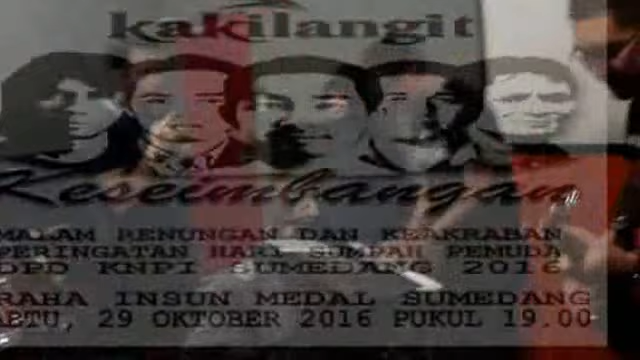 kakilangit
Keseimbangan
MALAM RENUNGAN DAN KEAKRABAN
PERINGATAN HARI SUMPAH PEMUDA
DPD KNPI SUMEDANG 2016
RAHA INSUN MEDAL SUMEDANG
ABTU, 29 OKTOBER 2016 PUKUL 19.00